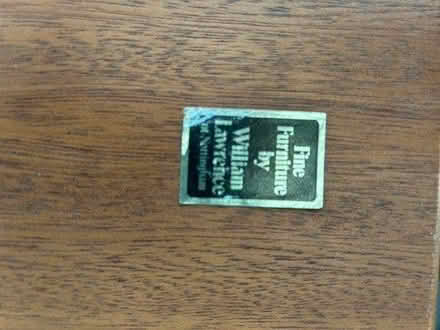 Fine
Furniture
by
William
Lawrence
of Nottingham